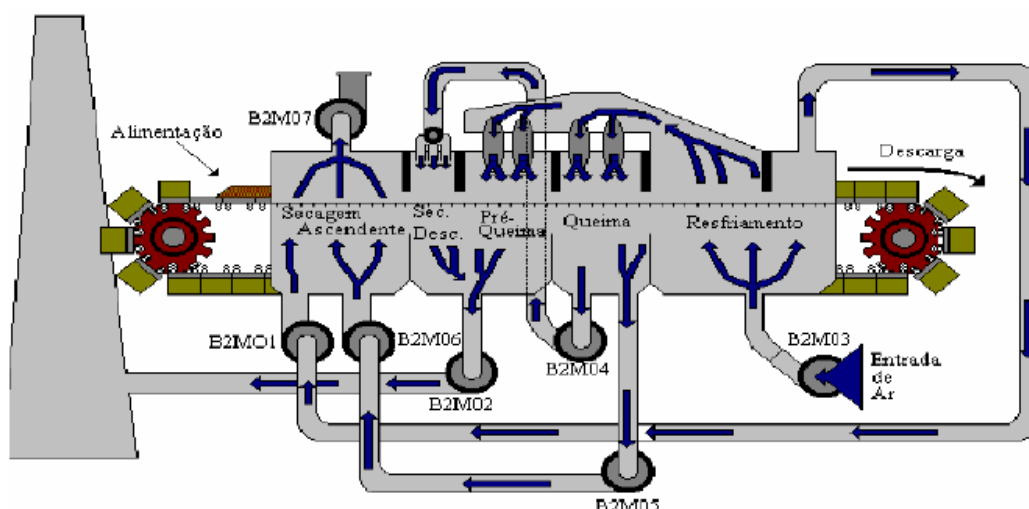 B2M07
Alimentação
Descarga
Secagem
Ascendente
Sec.
Desc.
Pré-
Queima
Queima
Resfriamento
B2MO1
B2M06
B2M02
B2M04
B2M03
Entrada
de
Ar
B2M05